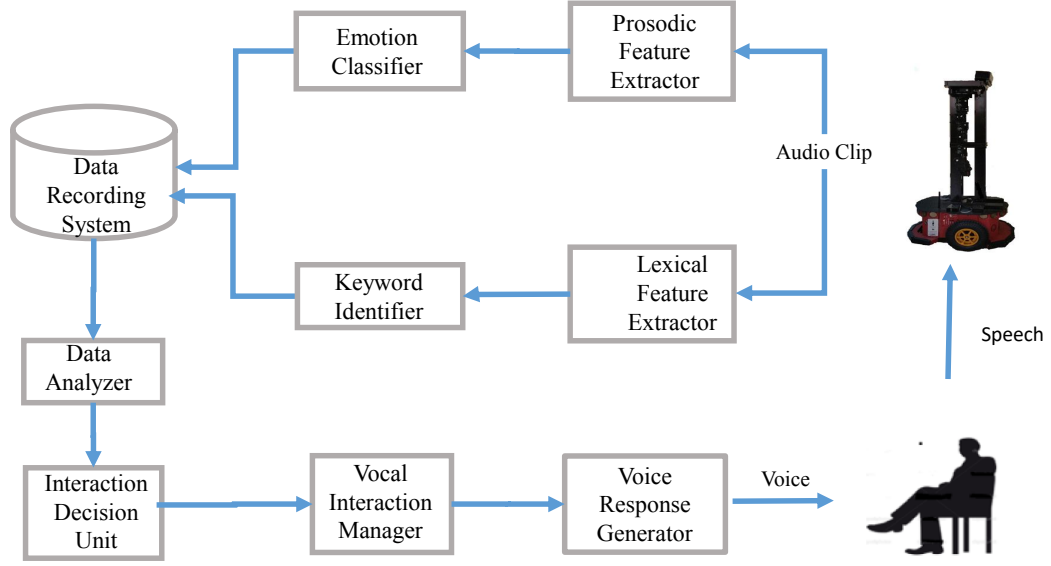 Emotion
Classifier
Prosodic
Feature
Extractor
Audio Clip
Data
Recording
System
Keyword
Identifier
Lexical
Feature
Extractor
Speech
Data
Analyzer
Interaction
Decision
Unit
Vocal
Interaction
Manager
Voice
Response
Generator
Voice